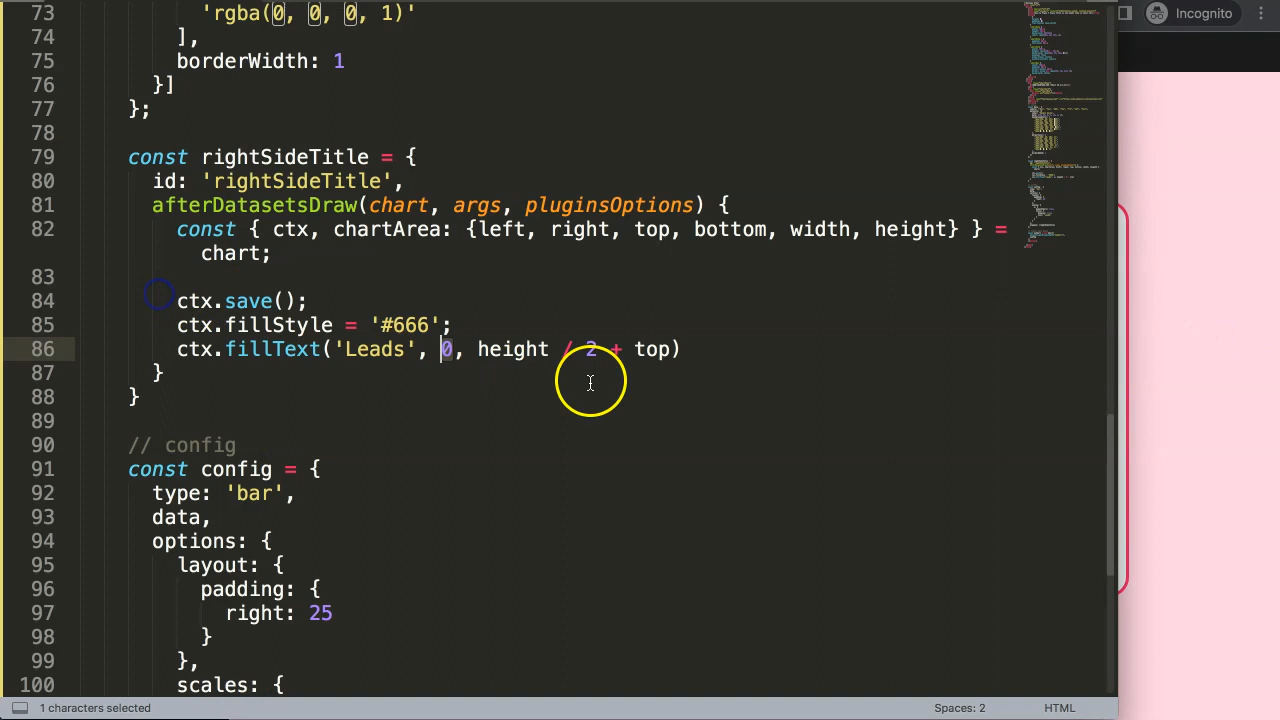 73 'rgba(0, 0, 0, 1)'
74 ],
75 borderWidth: 1
76 }]
77 };
78
79 const rightSideTitle = {
80 id: 'rightSideTitle',
81 afterDatasetsDraw(chart, args, pluginsOptions) {
82 const { ctx, chartArea: {left, right, top, bottom, width, height} } =
chart;
83
84 ctx.save();
85 ctx.fillStyle = '#666';
86 ctx.fillText('Leads', 0, height / 2 + top)
87 }
88 }
89
90 // config
91 const config = {
92 type: 'bar',
93 data,
94 options: {
95 layout: {
96 padding: {
97 right: 25
98 }
99 },
100 scales: {
1 characters selected
Spaces: 2
HTML
Incognito